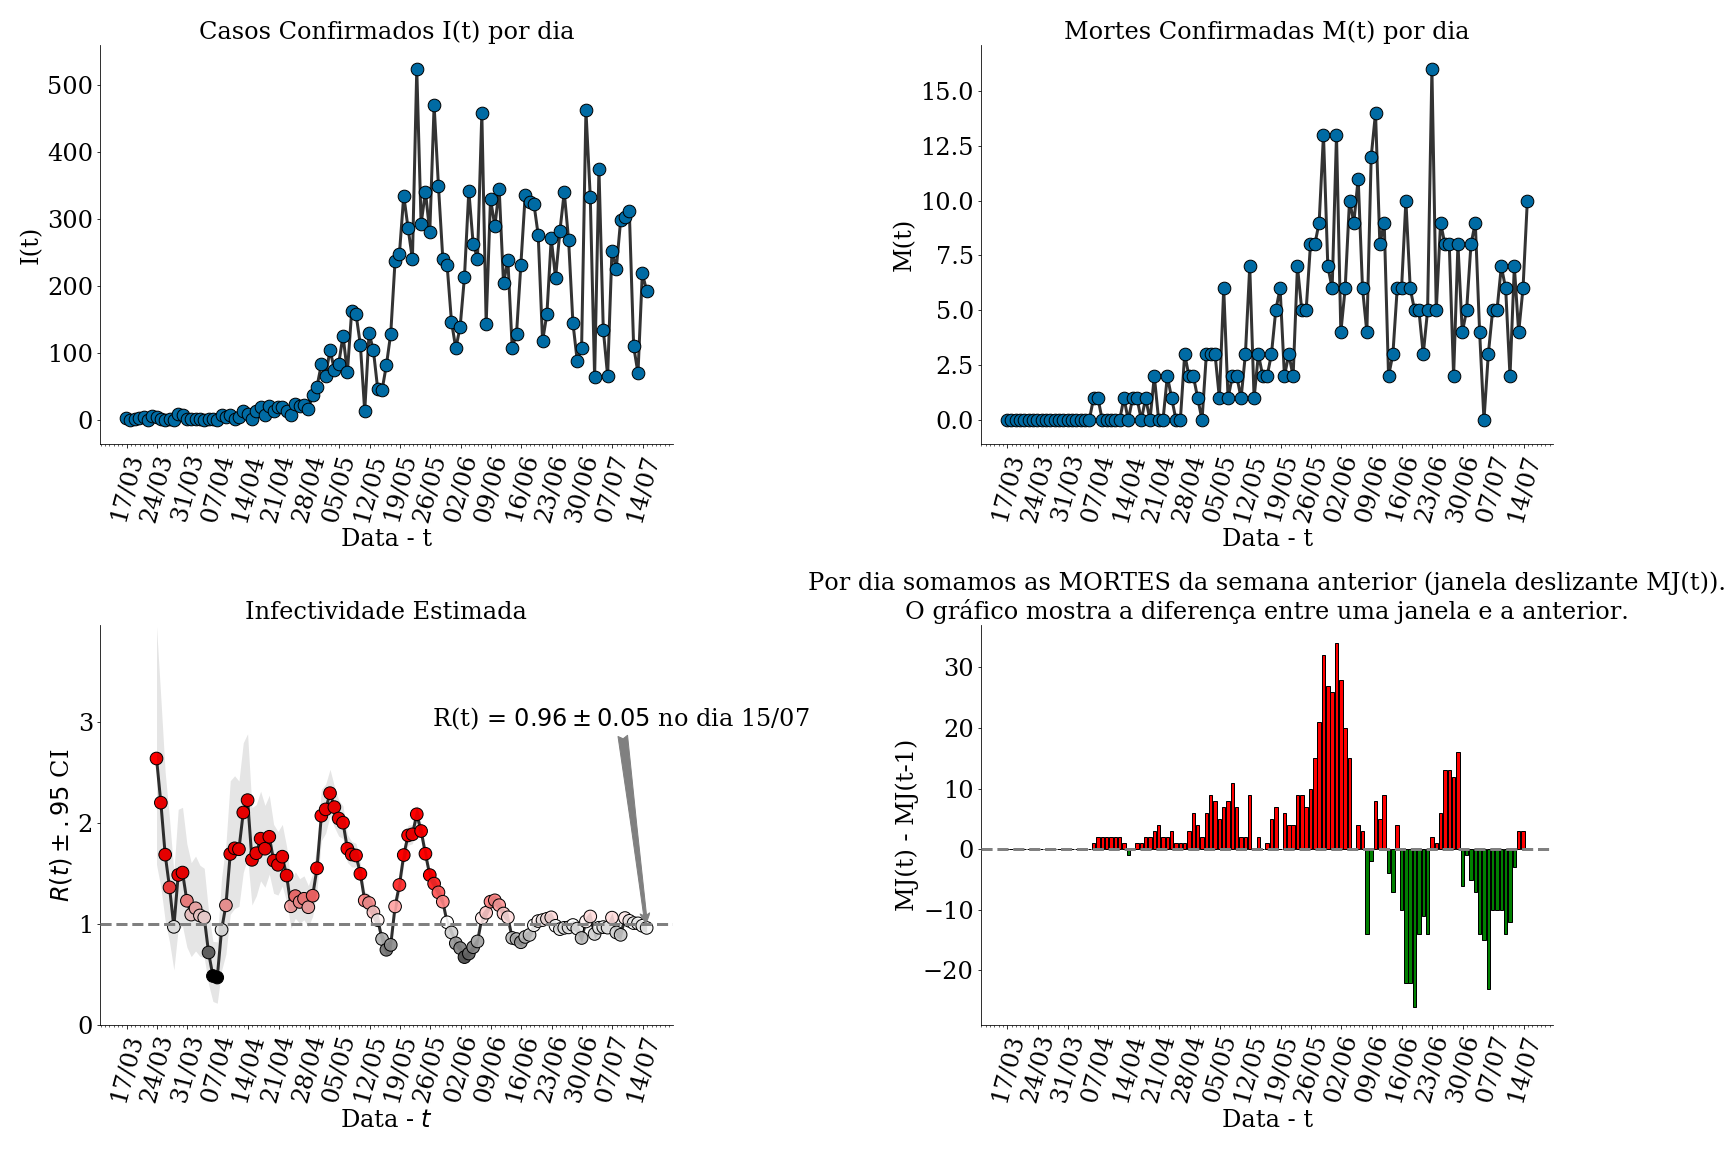 Casos Confirmados I(t) por dia
I(t)
500
400
300
200
100
0
17/03 24/03 31/03 07/04 14/04 21/04 28/04 05/05 12/05 19/05 26/05 02/06 09/06 16/06 23/06 30/06 07/07 14/07
Data - t
Mortes Confirmadas M(t) por dia
M(t)
15.0
12.5
10.0
7.5
5.0
2.5
0.0
17/03 24/03 31/03 07/04 14/04 21/04 28/04 05/05 12/05 19/05 26/05 02/06 09/06 16/06 23/06 30/06 07/07 14/07
Data - t
Infectividade Estimada
R(t) ± .95 CI
3
2
1
0
R(t) = 0.96 ± 0.05 no dia 15/07
17/03 24/03 31/03 07/04 14/04 21/04 28/04 05/05 12/05 19/05 26/05 02/06 09/06 16/06 23/06 30/06 07/07 14/07
Data - t
Por dia somamos as MORTES da semana anterior (janela deslizante MJ(t)).
O gráfico mostra a diferença entre uma janela e a anterior.
MJ(t) - MJ(t-1)
30
20
10
0
−10
−20
17/03 24/03 31/03 07/04 14/04 21/04 28/04 05/05 12/05 19/05 26/05 02/06 09/06 16/06 23/06 30/06 07/07 14/07
Data - t